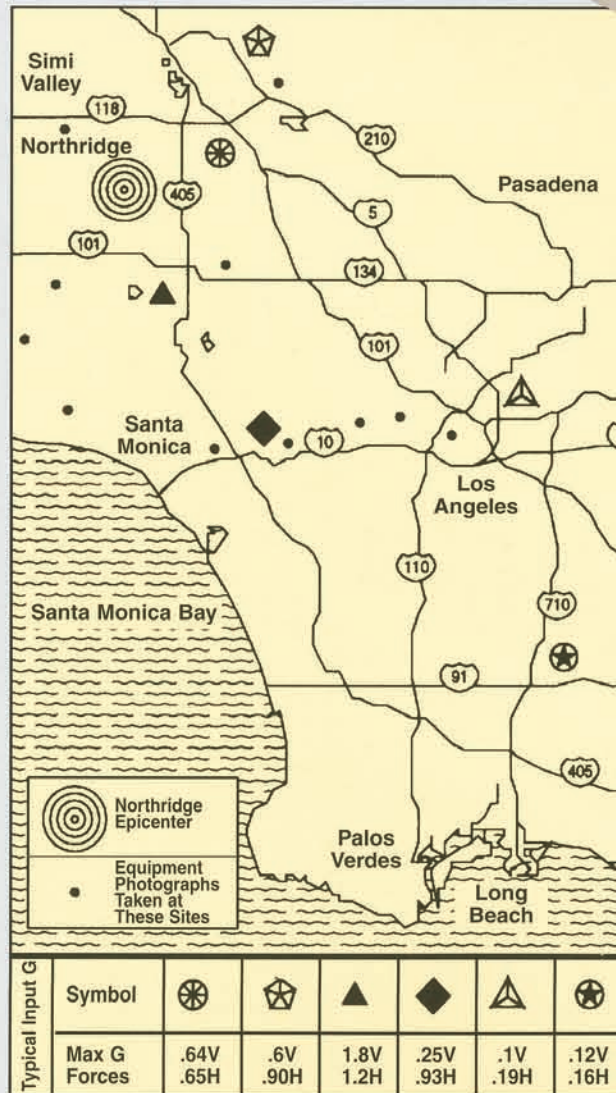 Simi
Valley
118
Northridge
405
210
Pasadena
5
101
134
101
Santa
Monica
10
Los
Angeles
110
710
Santa Monica Bay
91
405
Northridge
Epicenter
Equipment
Photographs
Taken at
These Sites
Palos
Verdes
Long
Beach
Typical Input G
Symbol
Max G .64V .6V 1.8V .25V .1V .12V
Forces .65H .90H 1.2H .93H .19H .16H